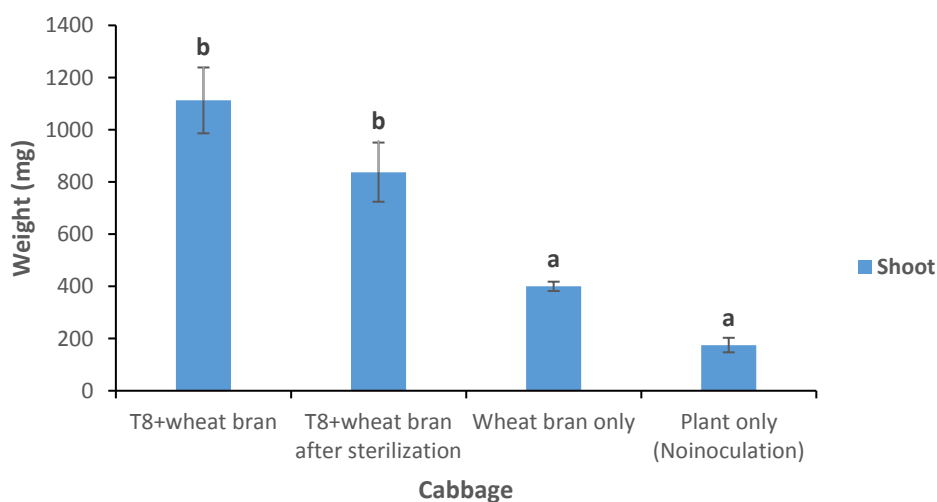 1400
1200
1000
800
600
400
200
0
Weight (mg)
b
b
a
a
T8+wheat bran
T8+wheat bran
after sterilization
Wheat bran only
Plant only
(Noinoculation)
Cabbage
Shoot